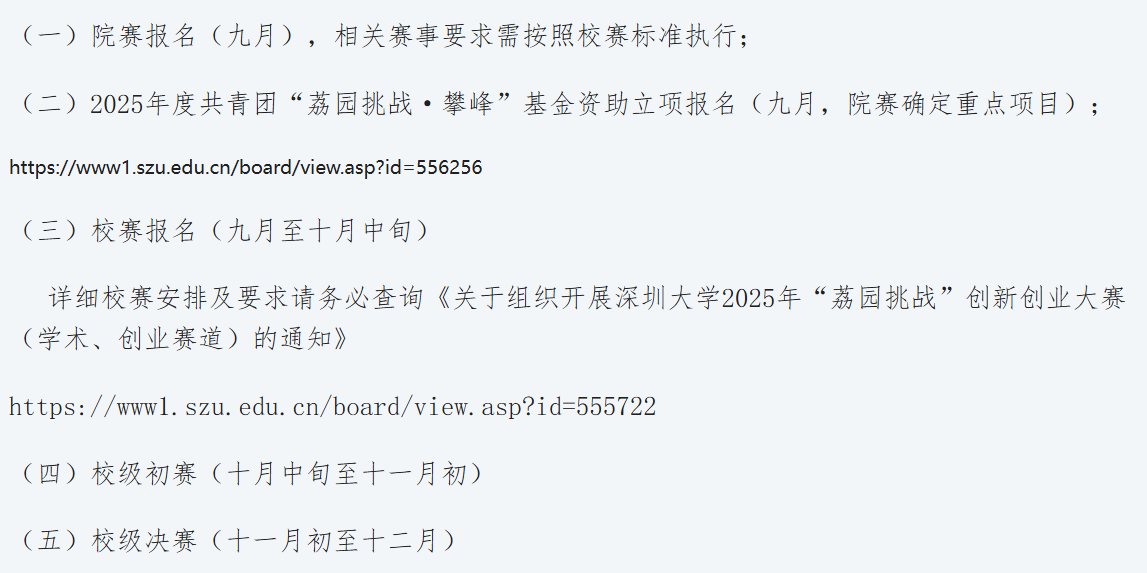 （一）院赛报名（九月），相关赛事要求需按照校赛标准执行；
（二）2025年度共青团“荔园挑战·攀峰”基金资助立项报名（九月，院赛确定重点项目）；
https://www1.szu.edu.cn/board/view.asp?id=556256
（三）校赛报名（九月至十月中旬）
详细校赛安排及要求请务必查询《关于组织开展深圳大学2025年“荔园挑战”创新创业大赛
（学术、创业赛道）的通知》
https://www1.szu.edu.cn/board/view.asp?id=555722
（四）校级初赛（十月中旬至十一月初）
（五）校级决赛（十一月初至十二月）